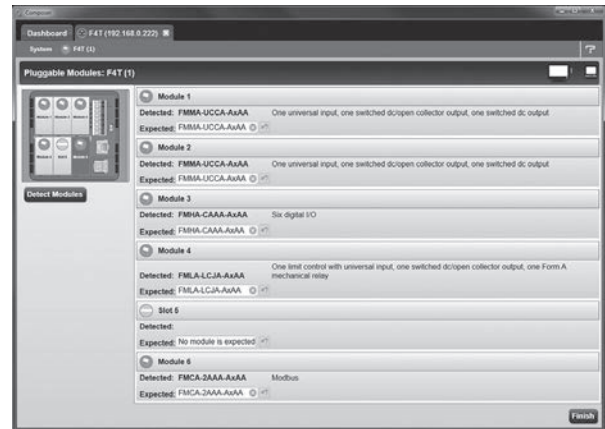 Composer
Dashboard F4T (192.168.0.222)
System F4T (1)
Pluggable Modules: F4T (1)
Detect Modules
Module 1
Detected: FMMA-UCCA-AxAA One universal input, one switched dc/open collector output, one switched dc output
Expected: FMMA-UCCA-AxAA
Module 2
Detected: FMMA-UCCA-AxAA One universal input, one switched dc/open collector output, one switched dc output
Expected: FMMA-UCCA-AxAA
Module 3
Detected: FMHA-CAAA-AxAA Six digital I/O
Expected: FMHA-CAAA-AxAA
Module 4
One limit control with universal input, one switched dc/open collector output, one Form A
Detected: FMLA-LCJA-AxAA mechanical relay
Expected: FMLA-LCJA-AxAA
Slot 5
Detected:
Expected: No module is expected
Module 6
Detected: FMCA-2AAA-AxAA Modbus
Expected: FMCA-2AAA-AxAA
Finish